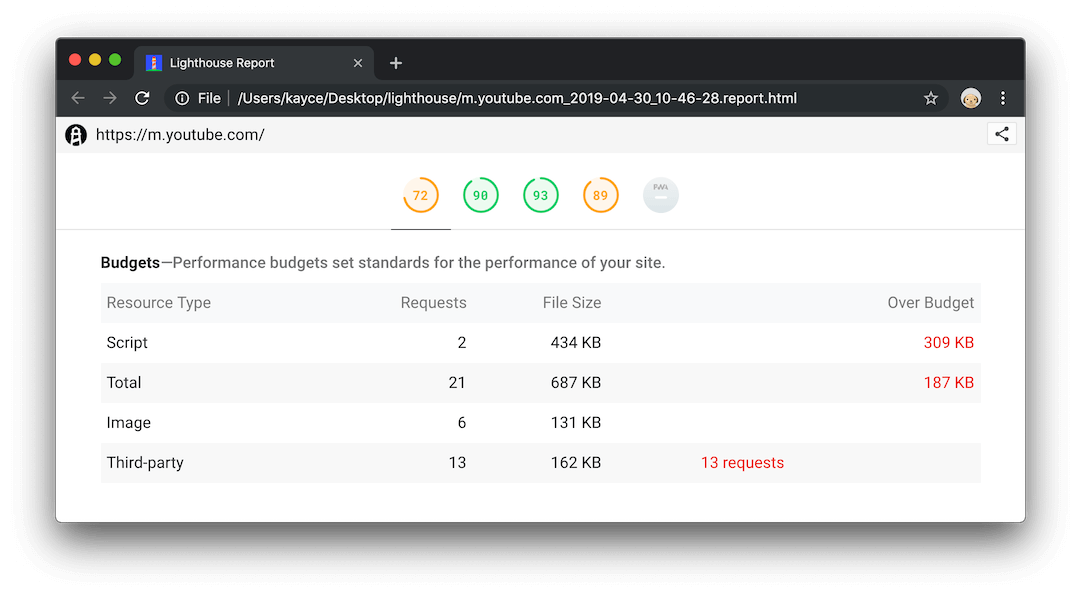 Lighthouse Report
File | /Users/kayce/Desktop/lighthouse/m.youtube.com_2019-04-30_10-46-28.report.html
https://m.youtube.com/
72 90 93 89 PWA
Budgets—Performance budgets set standards for the performance of your site.
Resource Type Requests File Size Over Budget
Script 2 434 KB 309 KB
Total 21 687 KB 187 KB
Image 6 131 KB
Third-party 13 162 KB 13 requests